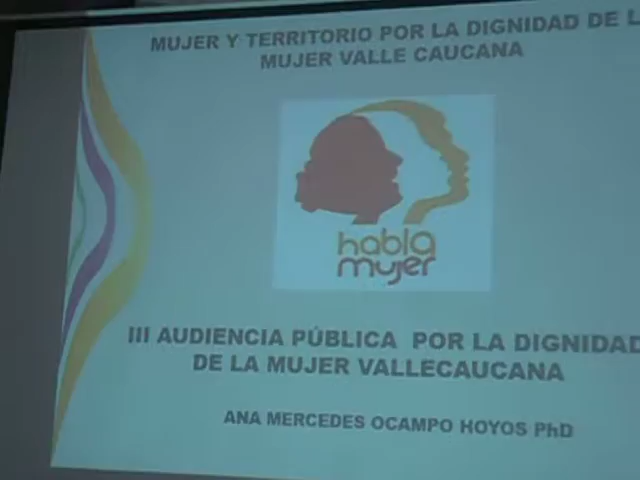 MUJER Y TERRITORIO POR LA DIGNIDAD DE L
MUJER VALLE CAUCANA
habla
mujer
III AUDIENCIA PÚBLICA POR LA DIGNIDAD
DE LA MUJER VALLECAUCANA
ANA MERCEDES OCAMPO HOYOS PhD